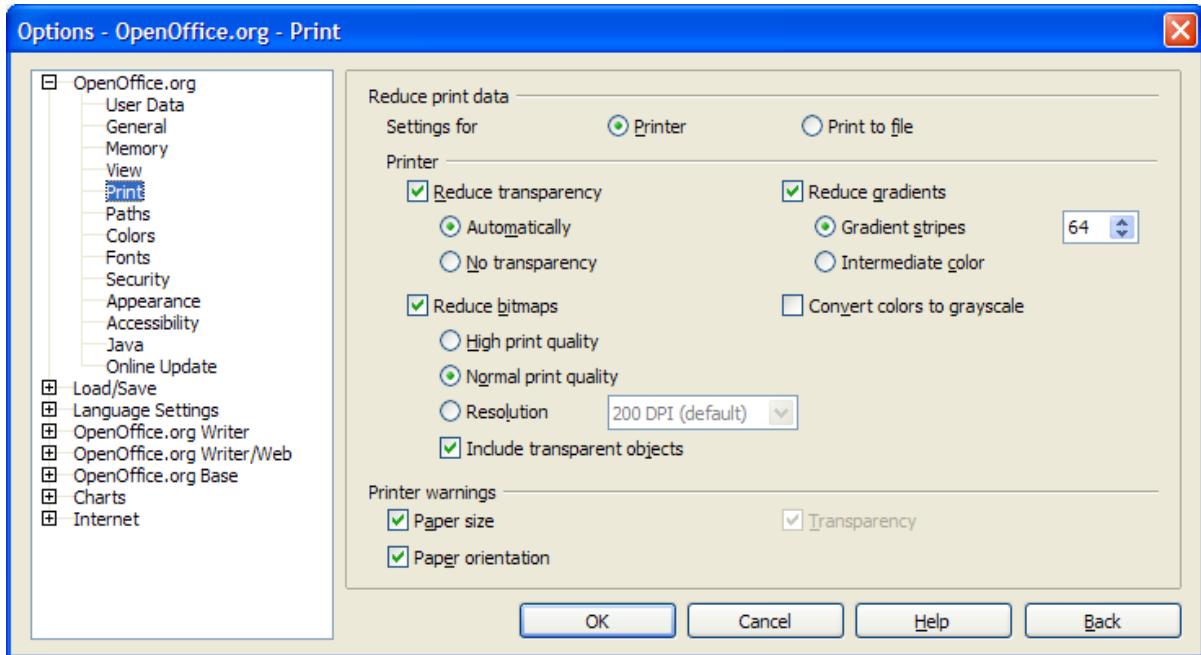 Options - OpenOffice.org - Print
OpenOffice.org
User Data
General
Memory
View
Print
Paths
Colors
Fonts
Security
Appearance
Accessibility
Java
Online Update
Load/Save
Language Settings
OpenOffice.org Writer
OpenOffice.org Writer/Web
OpenOffice.org Base
Charts
Internet
Reduce print data
Settings for Printer Print to file
Printer
Reduce transparency Reduce gradients
Automatically Gradient stripes 64
No transparency Intermediate color
Reduce bitmaps Convert colors to grayscale
High print quality
Normal print quality
Resolution 200 DPI (default)
Include transparent objects
Printer warnings
Paper size Transparency
Paper orientation
OK Cancel Help Back